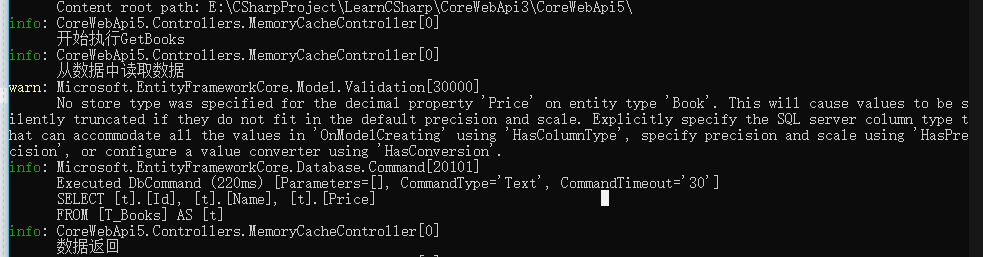 Content root path: E:\CSharpProject\LearnCSharp\CoreWebApi3\CoreWebApi5\
info: CoreWebApi5.Controllers.MemoryCacheController[0]
开始执行GetBooks
info: CoreWebApi5.Controllers.MemoryCacheController[0]
从数据中读取数据
warn: Microsoft.EntityFrameworkCore.Model.Validation[30000]
No store type was specified for the decimal property 'Price' on entity type 'Book'. This will cause values to be s
ilently truncated if they do not fit in the default precision and scale. Explicitly specify the SQL server column type t
hat can accommodate all the values in 'OnModelCreating' using 'HasColumnType', specify precision and scale using 'HasPre
cision', or configure a value converter using 'HasConversion'.
info: Microsoft.EntityFrameworkCore.Database.Command[20101]
Executed DbCommand (220ms) [Parameters=[], CommandType='Text', CommandTimeout='30']
SELECT [t].[Id], [t].[Name], [t].[Price]
FROM [T_Books] AS [t]
info: CoreWebApi5.Controllers.MemoryCacheController[0]
数据返回